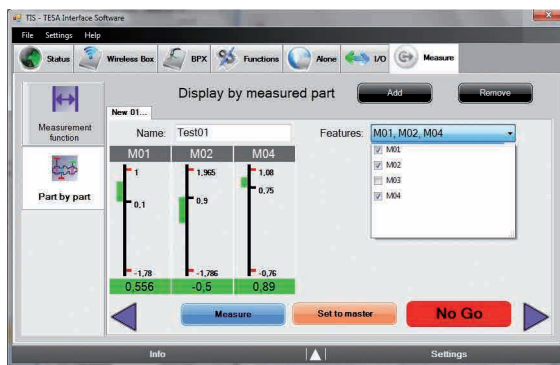 TIS - TESA Interface Software
File Settings Help
Status Wireless Box BPX Functions Alone I/O Measure
Display by measured part Add Remove
Measurement function
New 01...
Name: Test01 Features: M01, M02, M04
M01 M02 M04
M01
M02
M03
M04
Part by part
1 1,965 1,08
0,1 0,9 0,75
-1,78 -1,786 -0,76
0,556 -0,5 0,89
Measure Set to master No Go
Info Settings